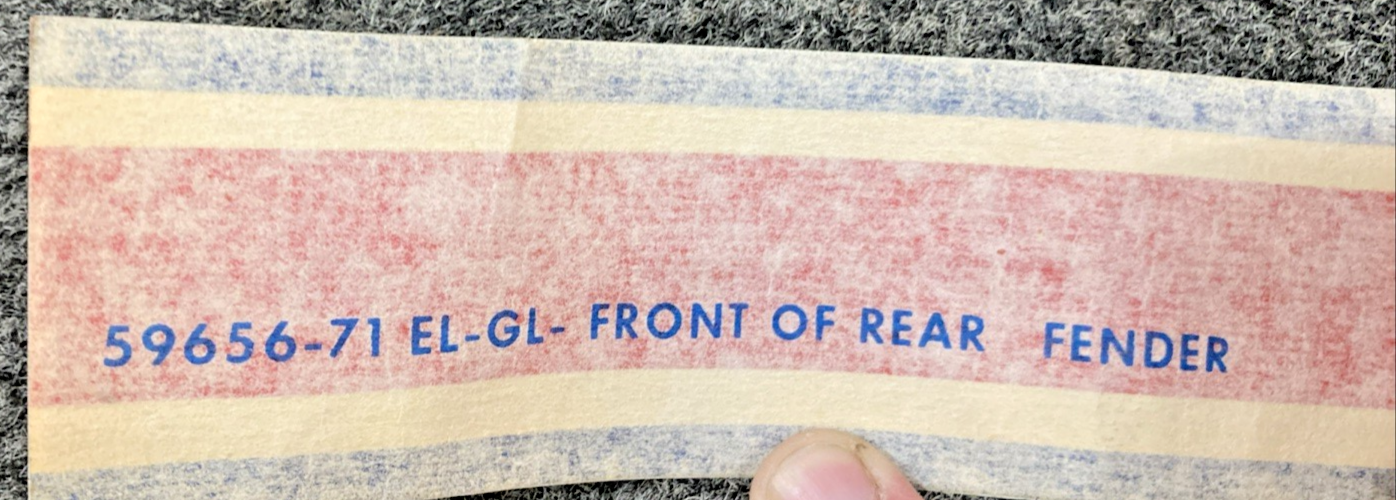 59656-71 EL-GL- FRONT OF REAR FENDER